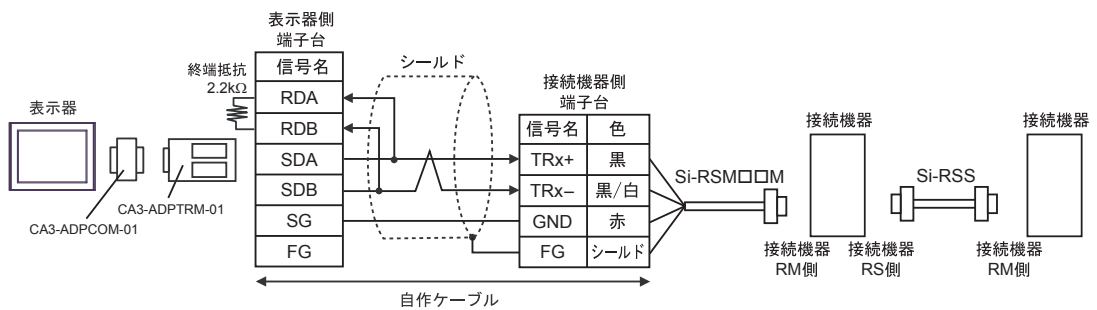 表示器
CA3-ADPCOM-01
CA3-ADPTRM-01
終端抵抗
2.2kΩ
表示器側
端子台
信号名
RDA
RDB
SDA
SDB
SG
FG
シールド
接続機器側
端子台
信号名 色
TRx+ 黒
TRx– 黒/白
GND 赤
FG シールド
自作ケーブル
Si-RSM□□M
接続機器
接続機器
RM側
接続機器
RS側
Si-RSS
接続機器
接続機器
RM側